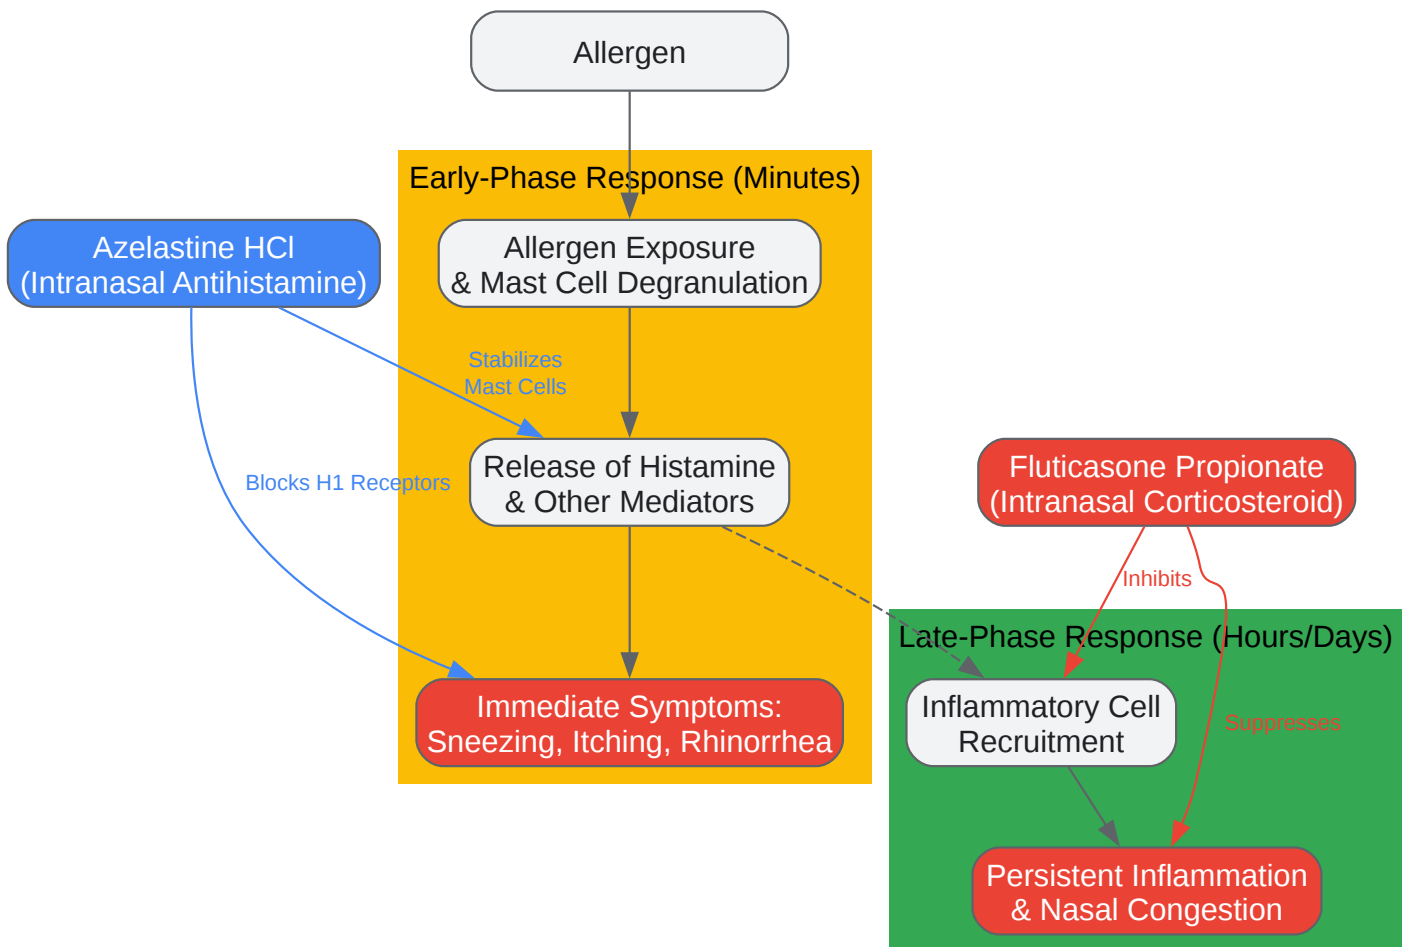 Allergen
Early-Phase Response (Minutes)
Azelastine HCl
(Intranasal Antihistamine)
Allergen Exposure
& Mast Cell Degranulation
Stabilizes
Mast Cells
Blocks H1 Receptors
Release of Histamine
& Other Mediators
Fluticasone Propionate
(Intranasal Corticosteroid)
Inhibits
Late-Phase Response (Hours/Days)
Immediate Symptoms:
Sneezing, Itching, Rhinorrhea
Inflammatory Cell
Recruitment
Suppresses
Persistent Inflammation
& Nasal Congestion